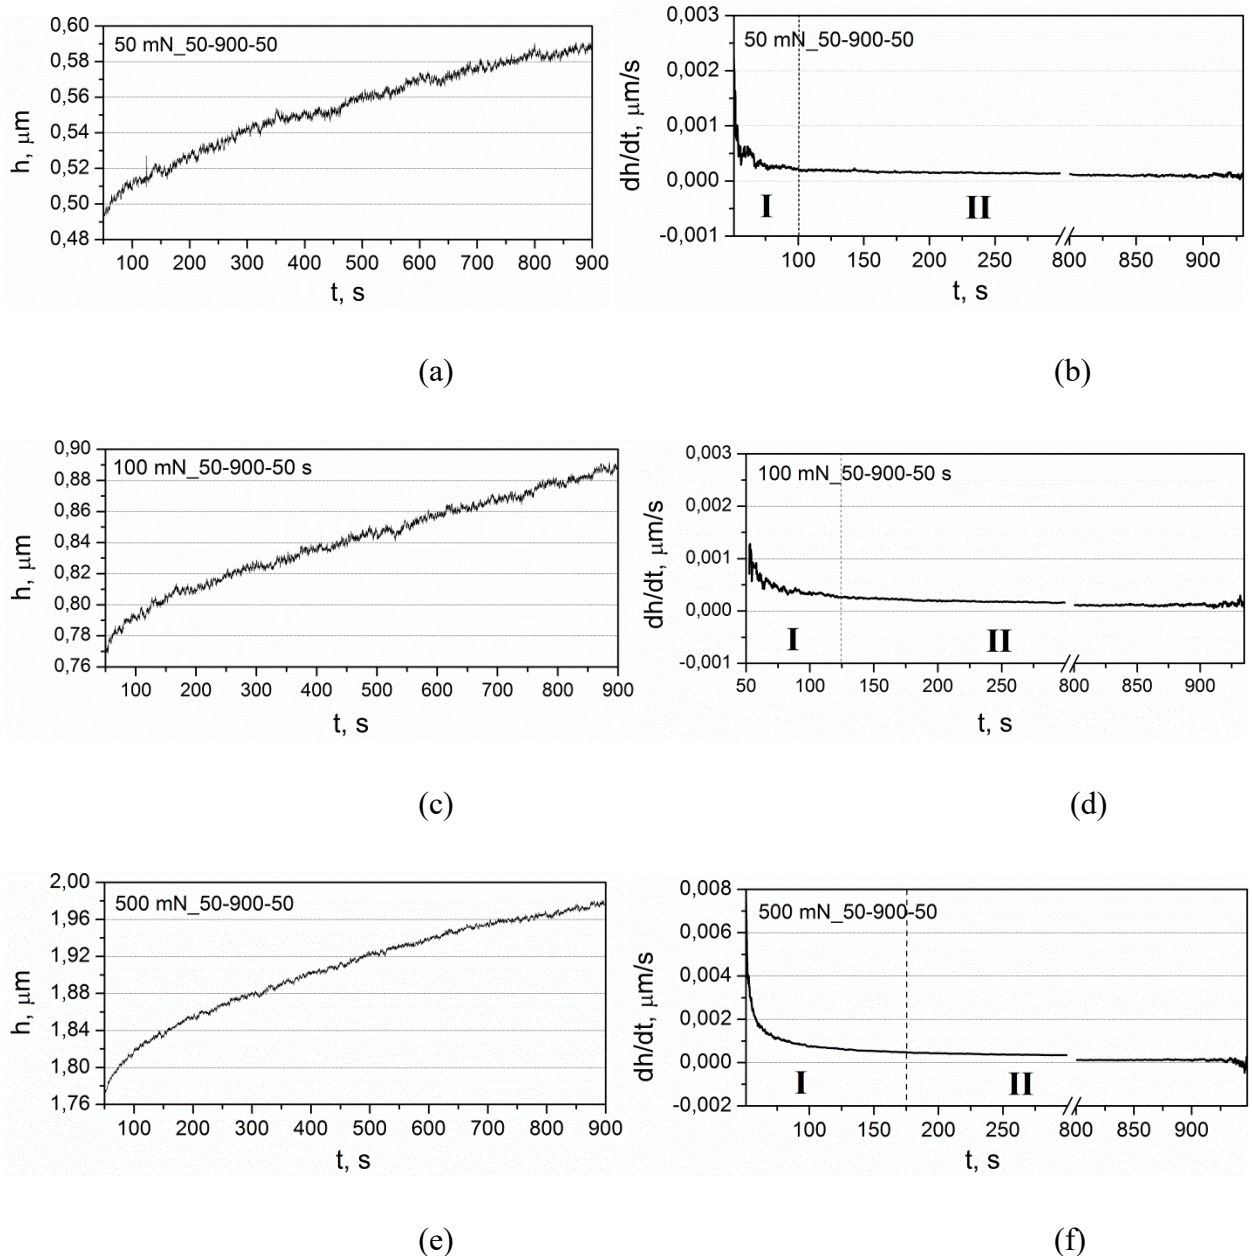 0,60
0,58
0,56
0,54
0,52
0,50
0,48
h, μm
50 mN_50-900-50
100 200 300 400 500 600 700 800 900
t, s
(a)
0,003
0,002
0,001
0,000
-0,001
dh/dt, μm/s
50 mN_50-900-50
I II
100 150 200 250 800 850 900
t, s
(b)
0,90
0,88
0,86
0,84
0,82
0,80
0,78
0,76
h, μm
100 mN_50-900-50 s
100 200 300 400 500 600 700 800 900
t, s
(c)
0,003
0,002
0,001
0,000
-0,001
dh/dt, μm/s
100 mN_50-900-50 s
I II
50 100 150 200 250 800 850 900
t, s
(d)
2,00
1,96
1,92
1,88
1,84
1,80
1,76
h, μm
500 mN_50-900-50
100 200 300 400 500 600 700 800 900
t, s
(e)
0,008
0,006
0,004
0,002
0,000
-0,002
dh/dt, μm/s
500 mN_50-900-50
I II
100 150 200 250 800 850 900
t, s
(f)